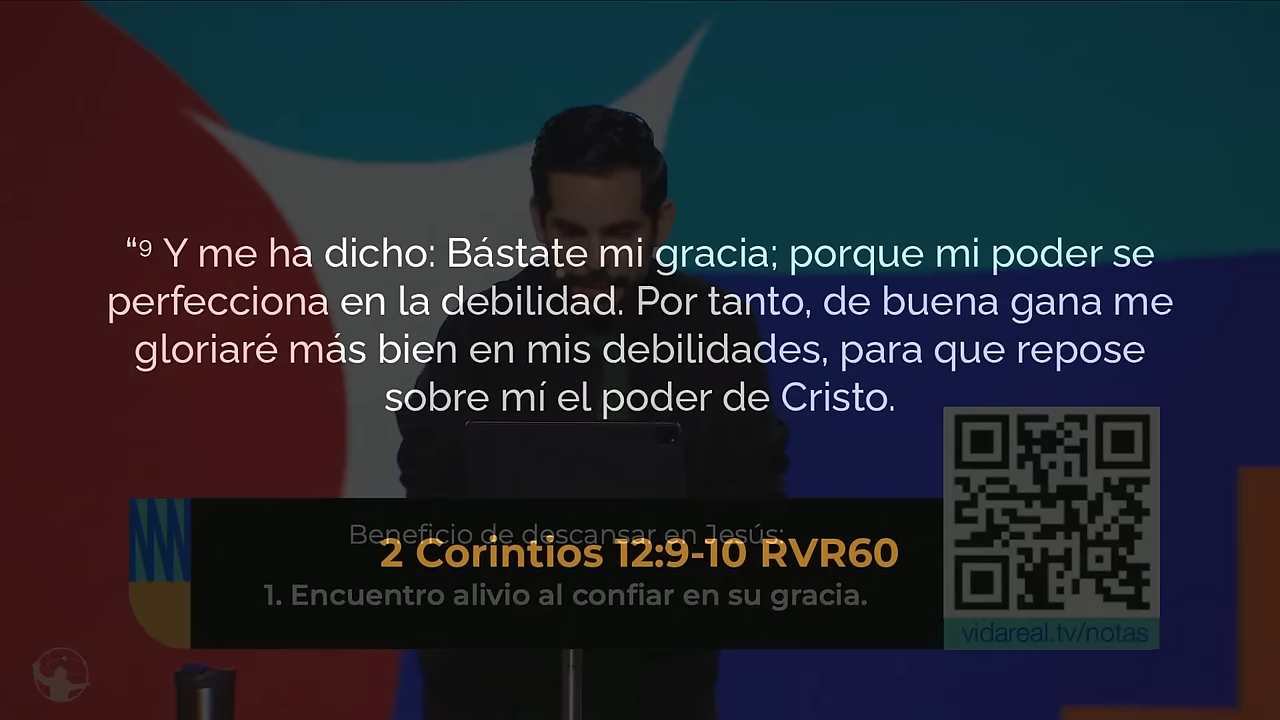 “⁹ Y me ha dicho: Bástate mi gracia; porque mi poder se
perfecciona en la debilidad. Por tanto, de buena gana me
gloriaré más bien en mis debilidades, para que repose
sobre mí el poder de Cristo.
Beneficio de descansar en Jesús:
2 Corintios 12:9-10 RVR60
1. Encuentro alivio al confiar en su gracia.
vidareal.tv/notas